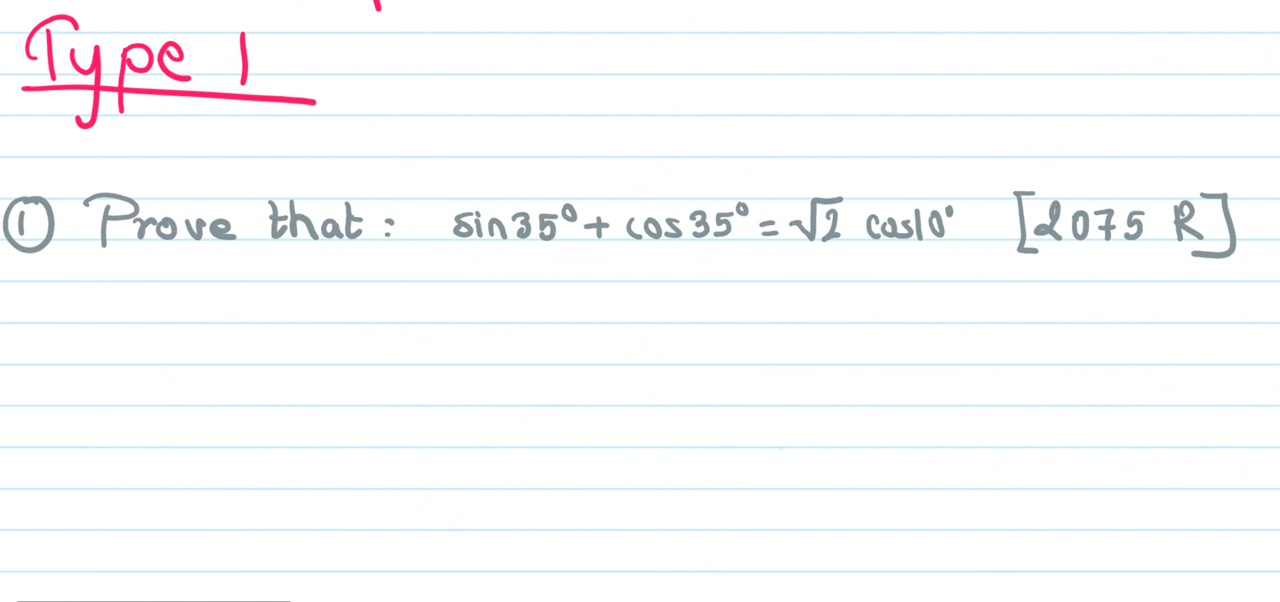 Type 1
① Prove that : sin35° + cos35° = √2 cos10° [2075 R]